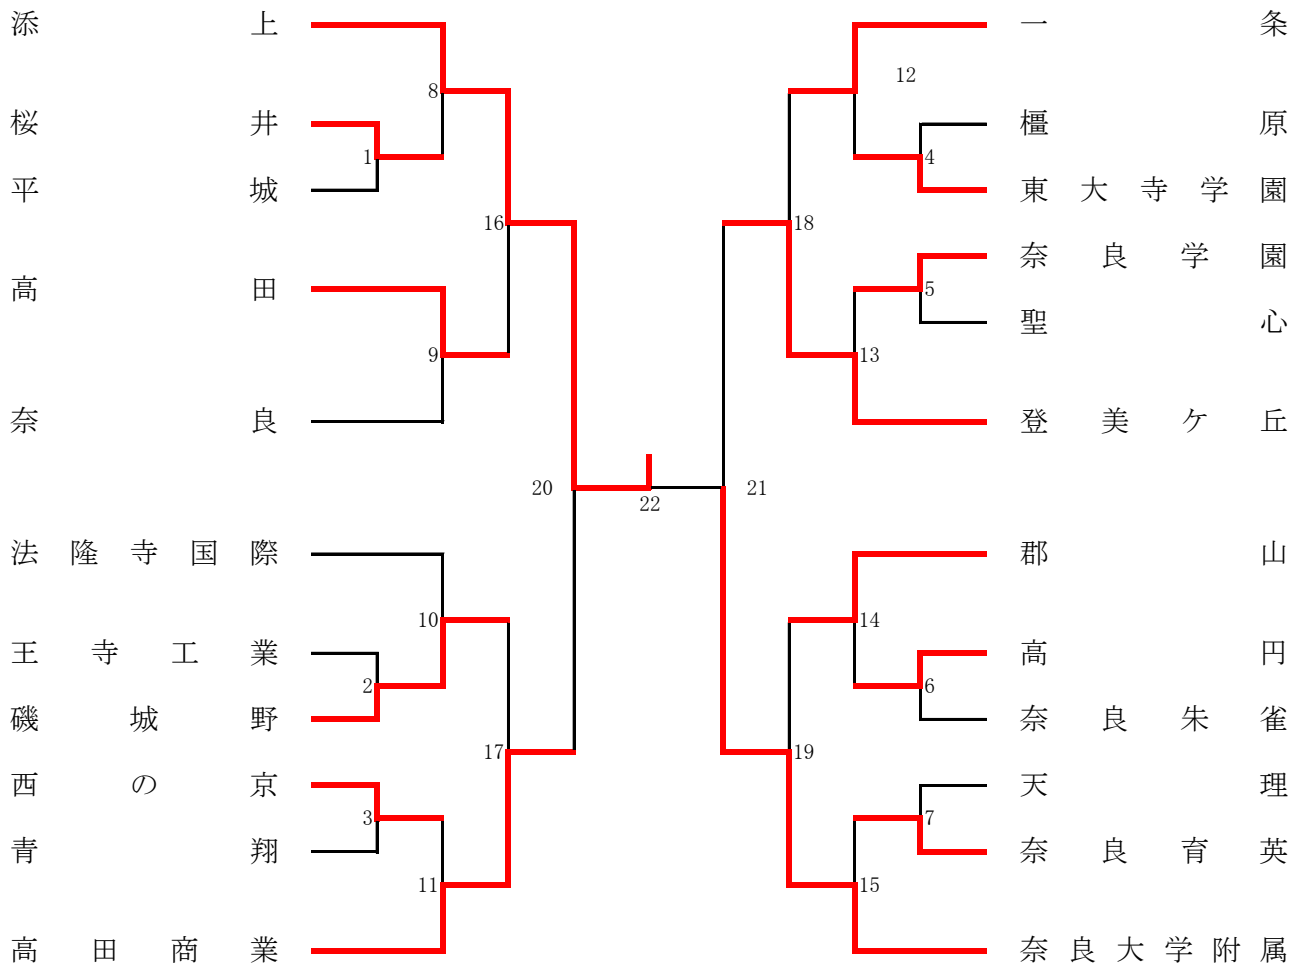 添上
桜井
平城
高田
奈良
法隆寺国際
王寺工業
磯城野
西の京
青翔
高田商業
8
1
16
9
20
10
2
17
3
11
22
一条
橿原
東大寺学園
奈良学園
聖心
登美ケ丘
郡山
高円
奈良朱雀
天理
奈良育英
奈良大学附属
12
4
18
5
13
21
14
6
19
7
15